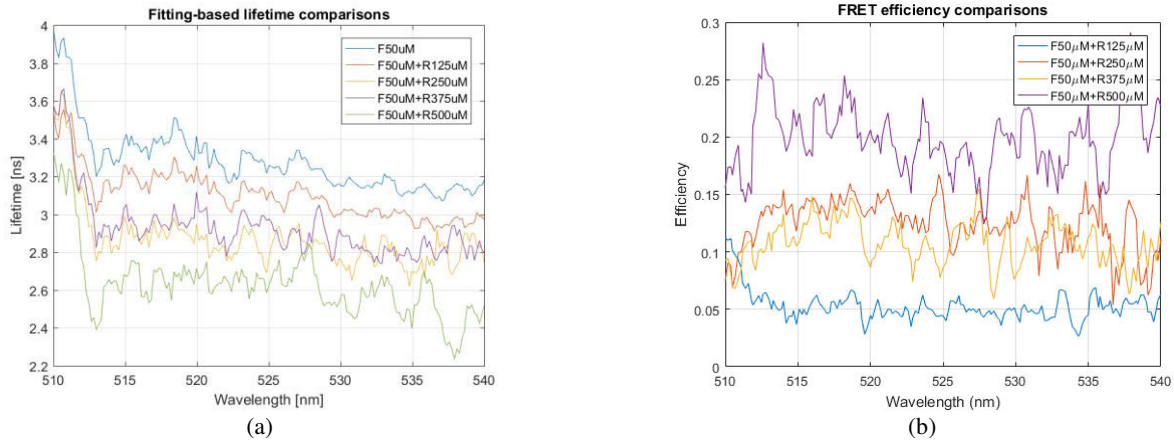 Fitting-based lifetime comparisons
4
3.8
3.6
3.4
3.2
3
2.8
2.6
2.4
2.2
Lifetime [ns]
F50uM
F50uM+R125uM
F50uM+R250uM
F50uM+R375uM
F50uM+R500uM
510 515 520 525 530 535 540
Wavelength [nm]
(a)
FRET efficiency comparisons
0.3
0.25
0.2
0.15
0.1
0.05
0
Efficiency
F50μM+R125μM
F50μM+R250μM
F50μM+R375μM
F50μM+R500μM
510 515 520 525 530 535 540
Wavelength (nm)
(b)